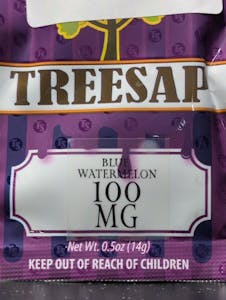 TREESAP
BLUE
WATERMELON
100
MG
Net Wt. 0.5oz (14g)
KEEP OUT OF REACH OF CHILDREN